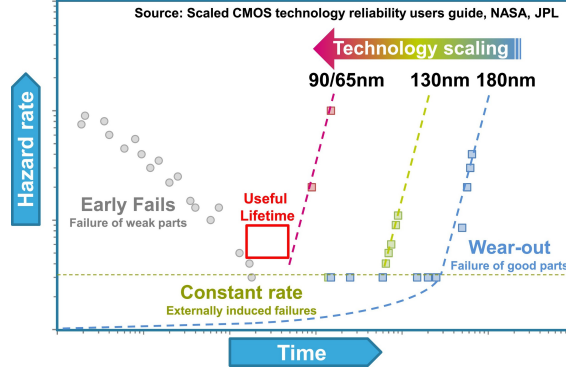 Source: Scaled CMOS technology reliability users guide, NASA, JPL
Technology scaling
90/65nm 130nm 180nm
Hazard rate
Early Fails
Failure of weak parts
Useful
Lifetime
Wear-out
Failure of good parts
Constant rate
Externally induced failures
Time